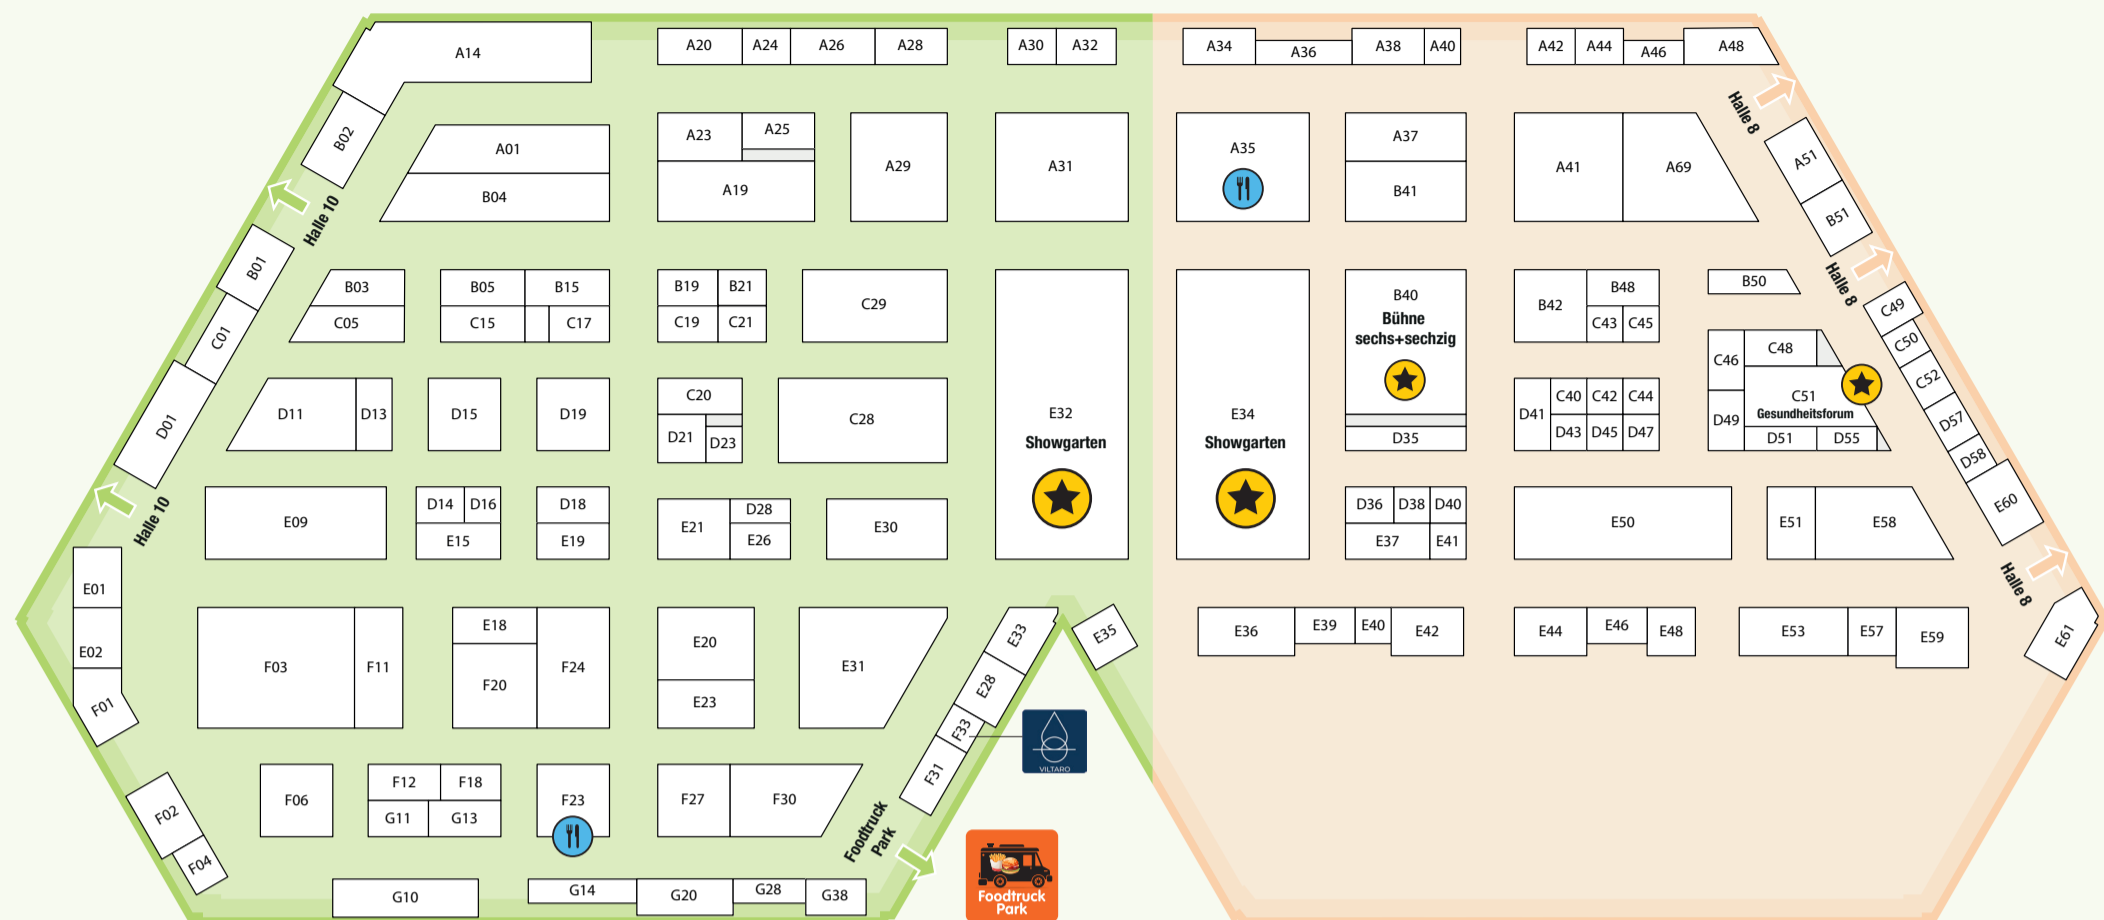 A14
A20
A24
A26
A28
A30
A32
A34
A36
A38
A40
A42
A44
A46
A48
B02
A01
B04
A23
A25
A19
A29
A31
A35
A37
B41
A41
A69
Halle 8
A51
B51
Halle 10
B01
C01
D01
B03
C05
B05
B15
C15
C17
B19
B21
C19
C21
C29
E32
Showgarten
E34
Showgarten
B40
Bühne
sechs+sechzig
D35
B42
B48
C43
C45
B50
Halle 8
C49
C50
C52
D57
D58
E60
D11
D13
D15
D19
C20
D21
D23
C28
D41
C40
C42
C44
D43
D45
D47
C46
C48
D49
C51
Gesundheitsforum
D51
D55
Halle 10
E09
D14
D16
E15
D18
E19
E21
D28
E26
E30
D36
D38
D40
E37
E41
E50
E51
E58
Halle 8
E61
E01
E02
F01
F03
F11
E18
F20
F24
E20
E23
E31
E33
E28
F33
F31
E35
E36
E39
E40
E42
E44
E46
E48
E53
E57
E59
VILTARO
F02
F04
F06
F12
F18
G11
G13
F23
F27
F30
Foodtruck
Park
G10
G14
G20
G28
G38
Foodtruck
Park